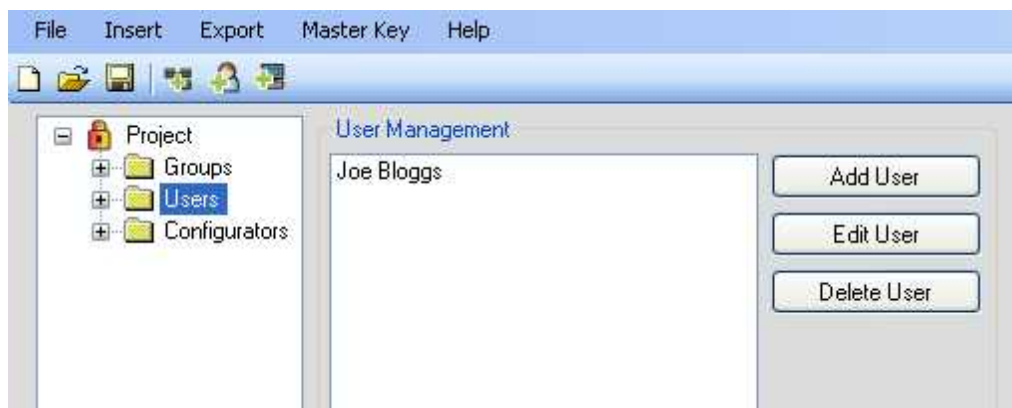 File Insert Export Master Key Help
Project
Groups
Users
Configurators
User Management
Joe Bloggs
Add User
Edit User
Delete User